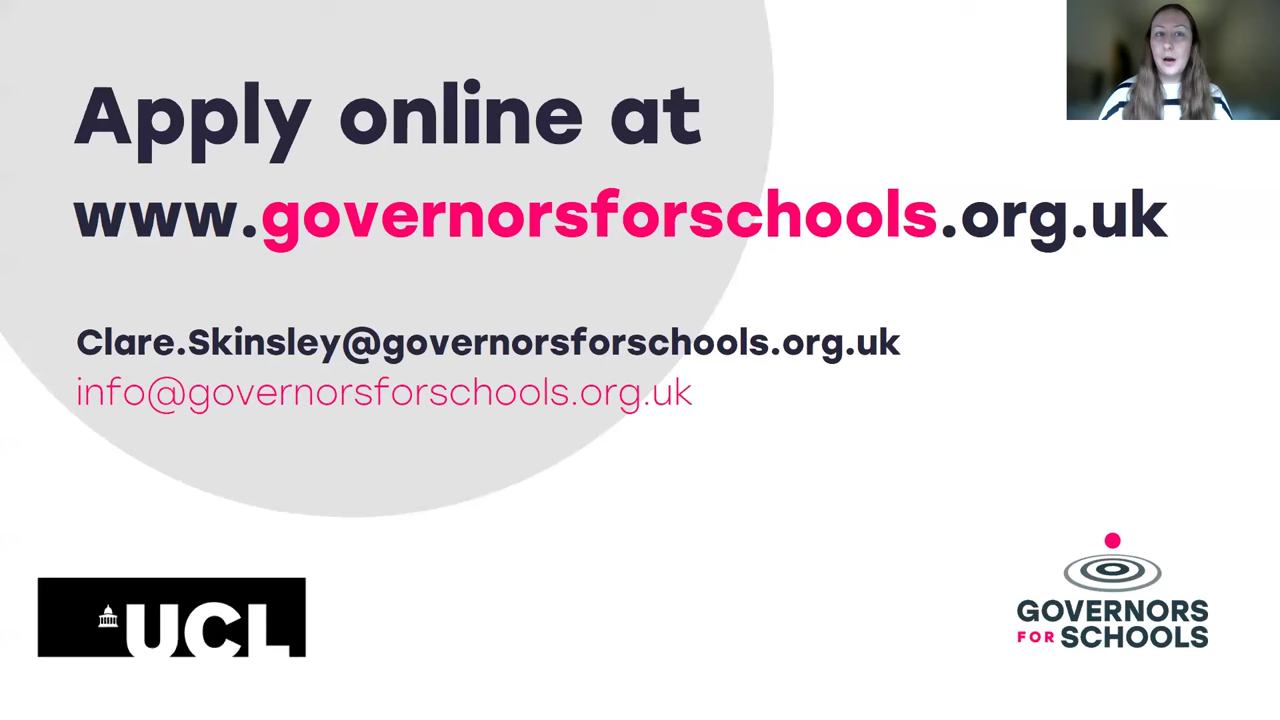 Apply online at
www.governorsforschools.org.uk
Clare.Skinsley@governorsforschools.org.uk
info@governorsforschools.org.uk
UCL
GOVERNORS
FOR SCHOOLS